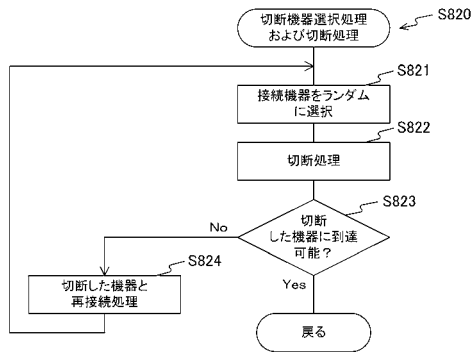 切断機器選択処理
および切断処理
S820
S821
接続機器をランダム
に選択
S822
切断処理
S823
切断
した機器に到達
可能？
No
S824
切断した機器と
再接続処理
Yes
戻る